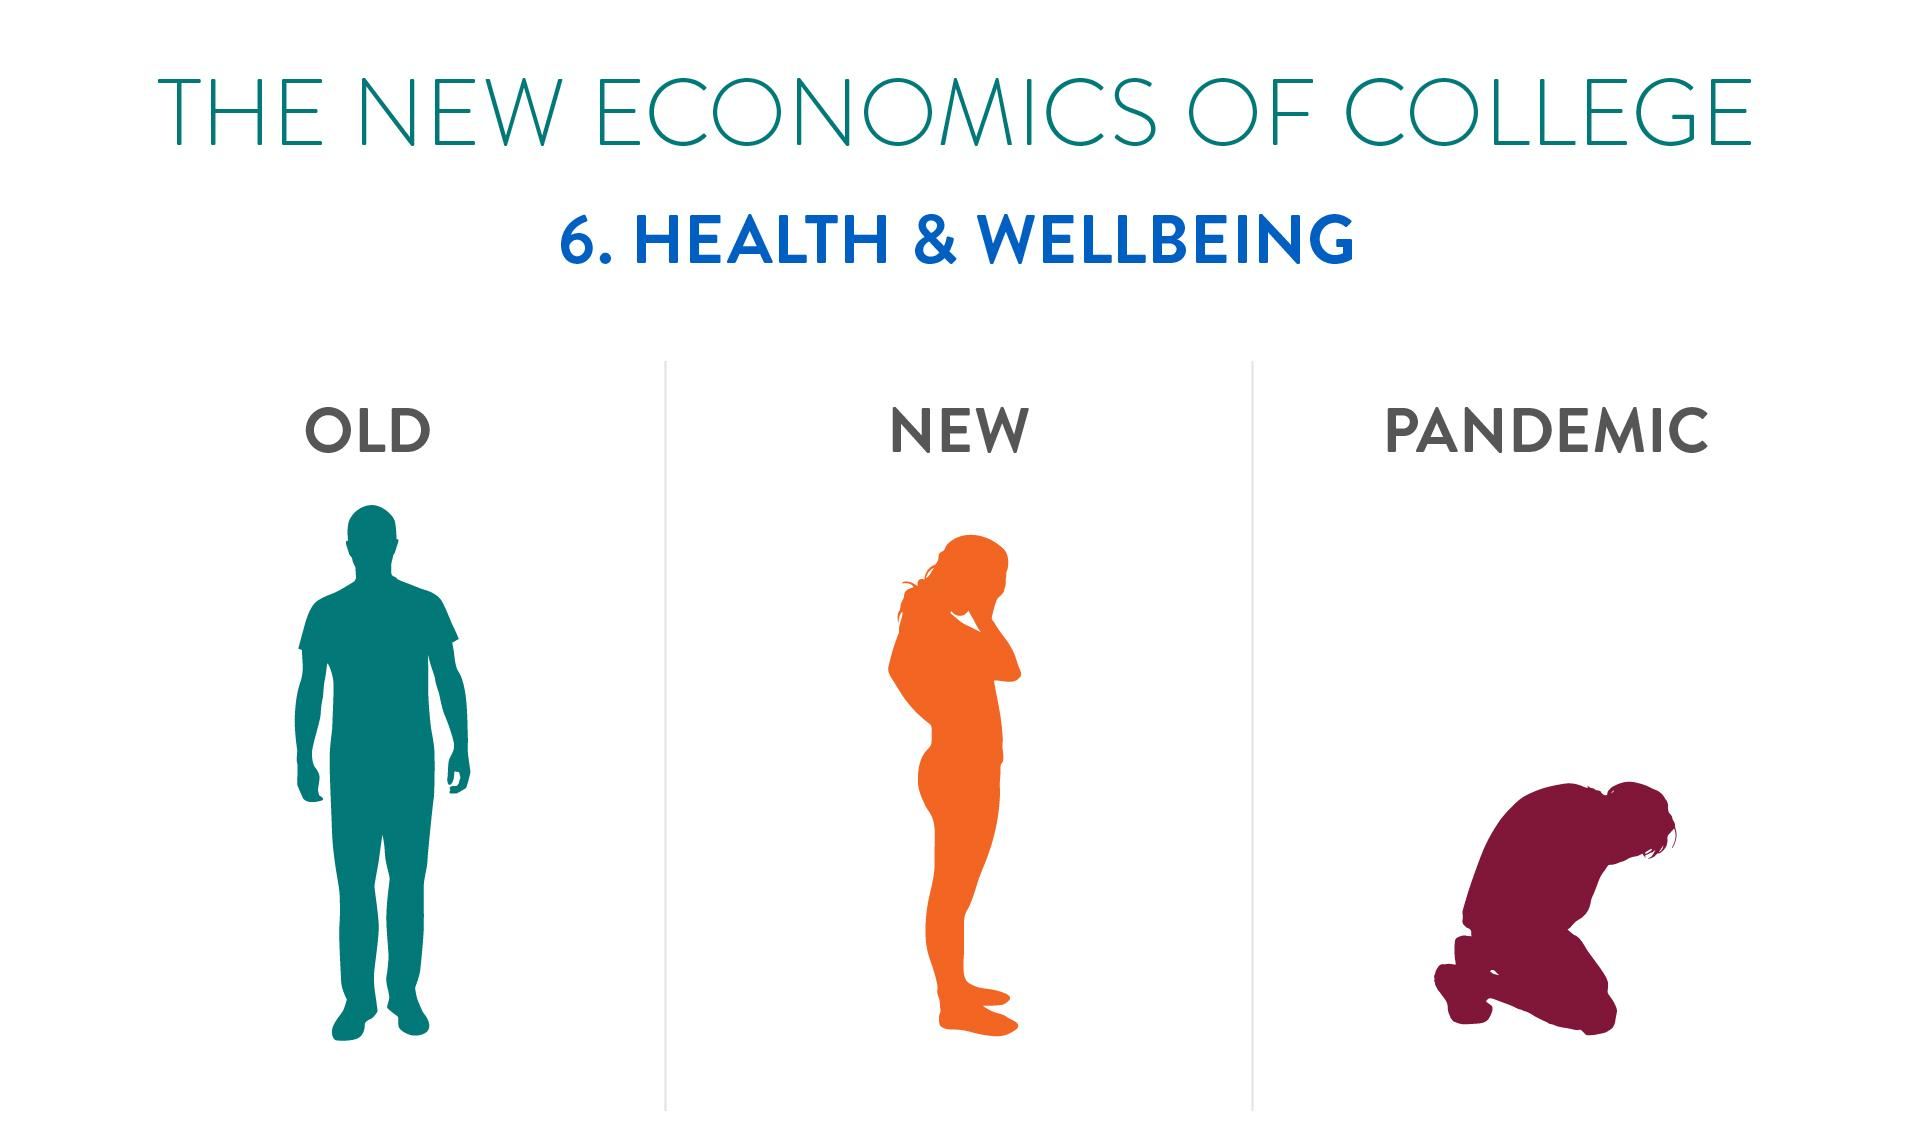 THE NEW ECONOMICS OF COLLEGE
6. HEALTH & WELLBEING
OLD
NEW
PANDEMIC